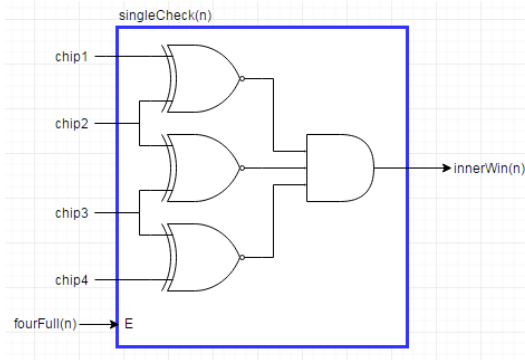 singleCheck(n)
chip1
chip2
innerWin(n)
chip3
chip4
fourFull(n)
E